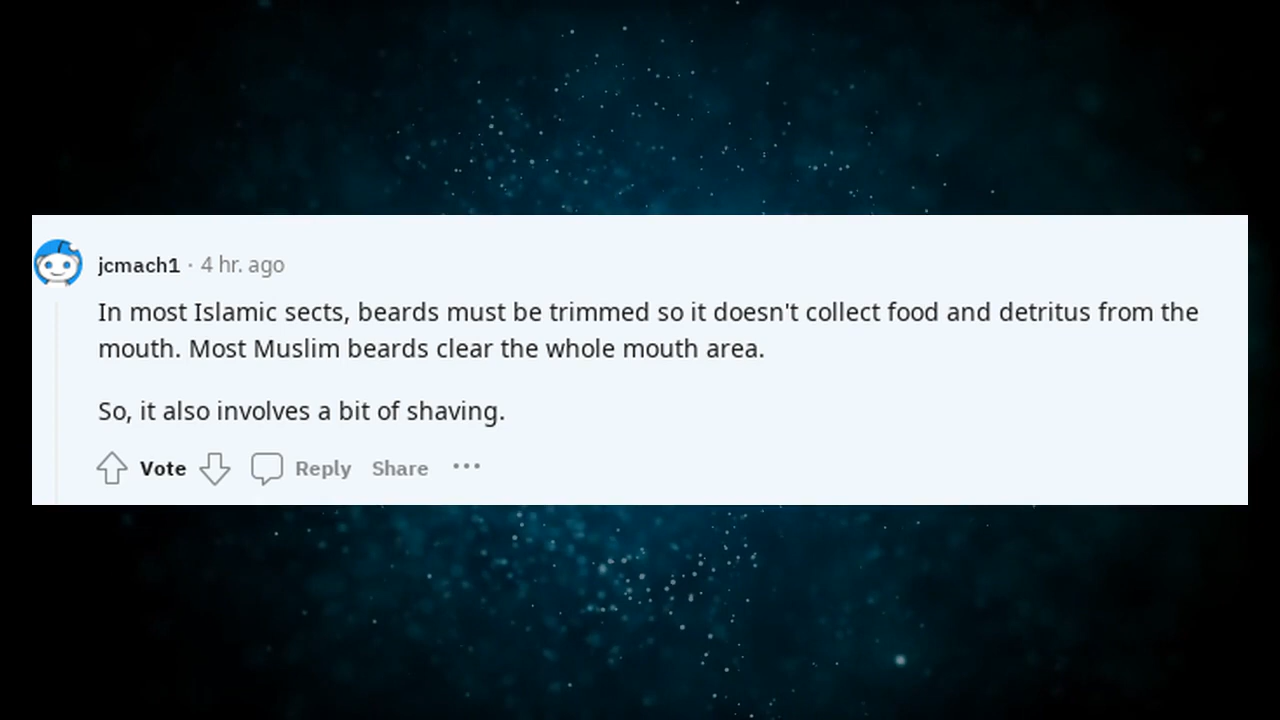 jcmach1 · 4 hr. ago
In most Islamic sects, beards must be trimmed so it doesn't collect food and detritus from the
mouth. Most Muslim beards clear the whole mouth area.
So, it also involves a bit of shaving.
Vote Reply Share •••